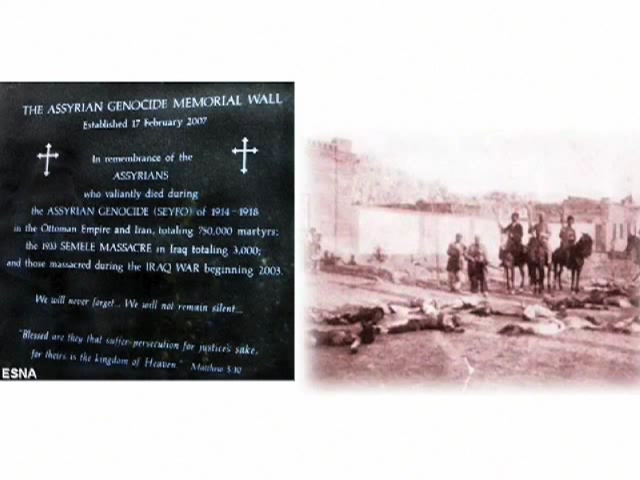 THE ASSYRIAN GENOCIDE MEMORIAL WALL
Established 17 February 2007
In remembrance of the
ASSYRIANS
who valiantly died during
the ASSYRIAN GENOCIDE (SEYFO) of 1914-1918
in the Ottoman Empire and Iran, totaling 750,000 martyrs;
the 1933 SEMELE MASSACRE in Iraq totaling 3,000;
and those massacred during the IRAQ WAR beginning 2003.
We will never forget... We will not remain silent...
"Blessed are they that suffer persecution for justice's sake,
for theirs is the kingdom of Heaven." Matthew 5:10
ESNA